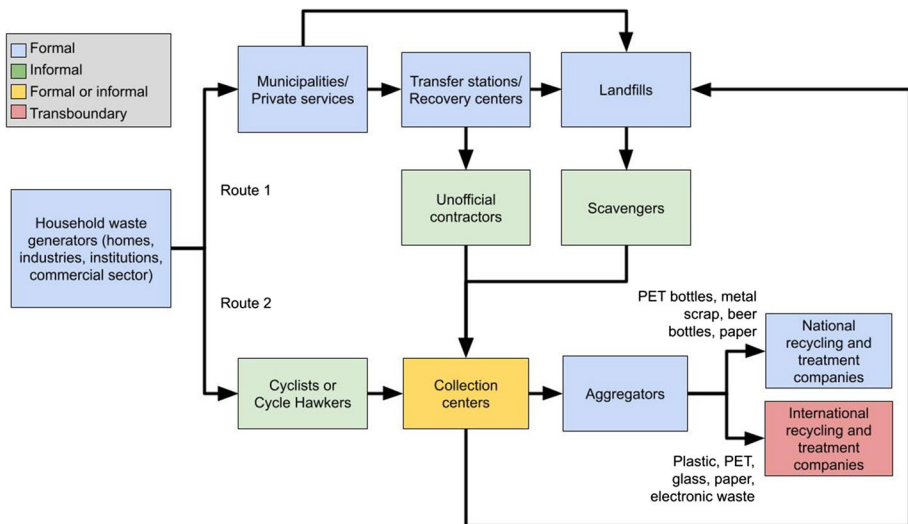 Formal
Informal
Formal or informal
Transboundary
Municipalities/
Private services
Transfer stations/
Recovery centers
Landfills
Route 1
Unofficial
contractors
Scavengers
Household waste
generators (homes,
industries, institutions,
commercial sector)
Route 2
PET bottles, metal
scrap, beer
bottles, paper
National
recycling and
treatment
companies
Cyclists or
Cycle Hawkers
Collection
centers
Aggregators
International
recycling and
treatment
companies
Plastic, PET,
glass, paper,
electronic waste